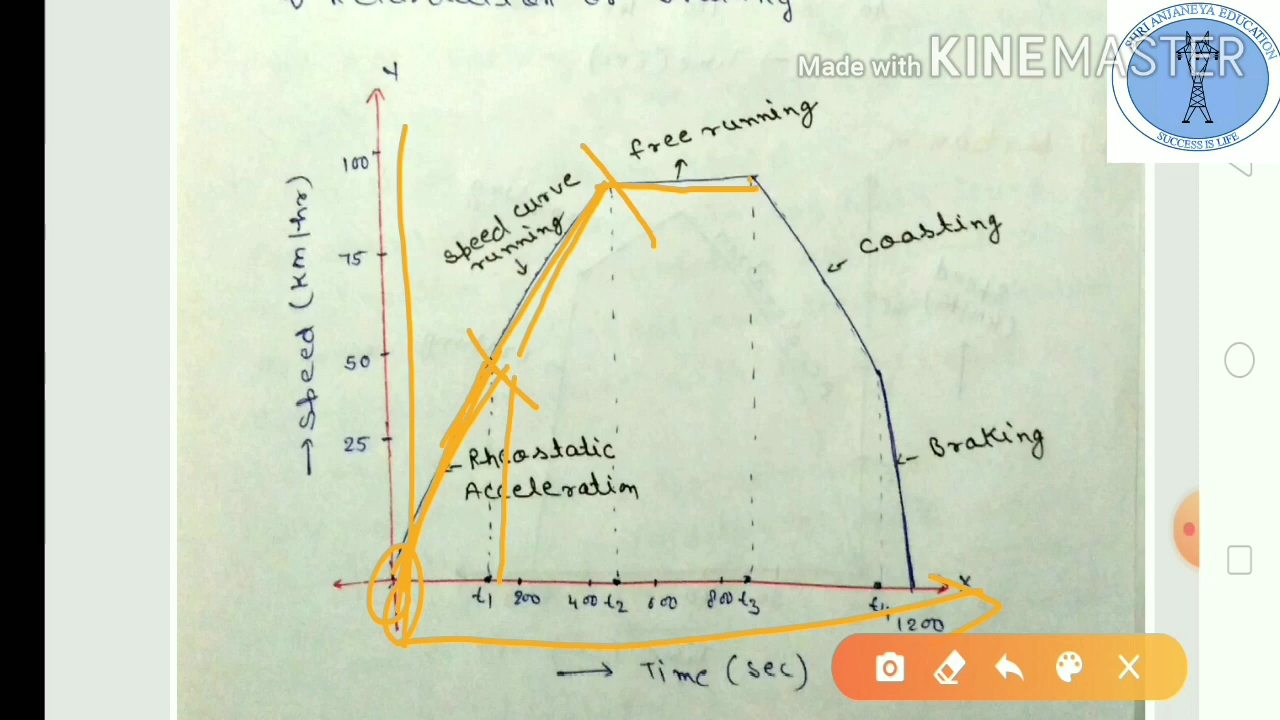 of
Made with KINEMASTER
SHRI ANJANEYA EDUCATION
SUCCESS IS LIFE
Y
free running
100
speed curve
running
coasting
75
→ Speed (km/hr)
50
25
Rheostatic
Acceleration
Braking
X
t1 200 400 t2 600 800 t3 t4
1200
→ Time (sec)